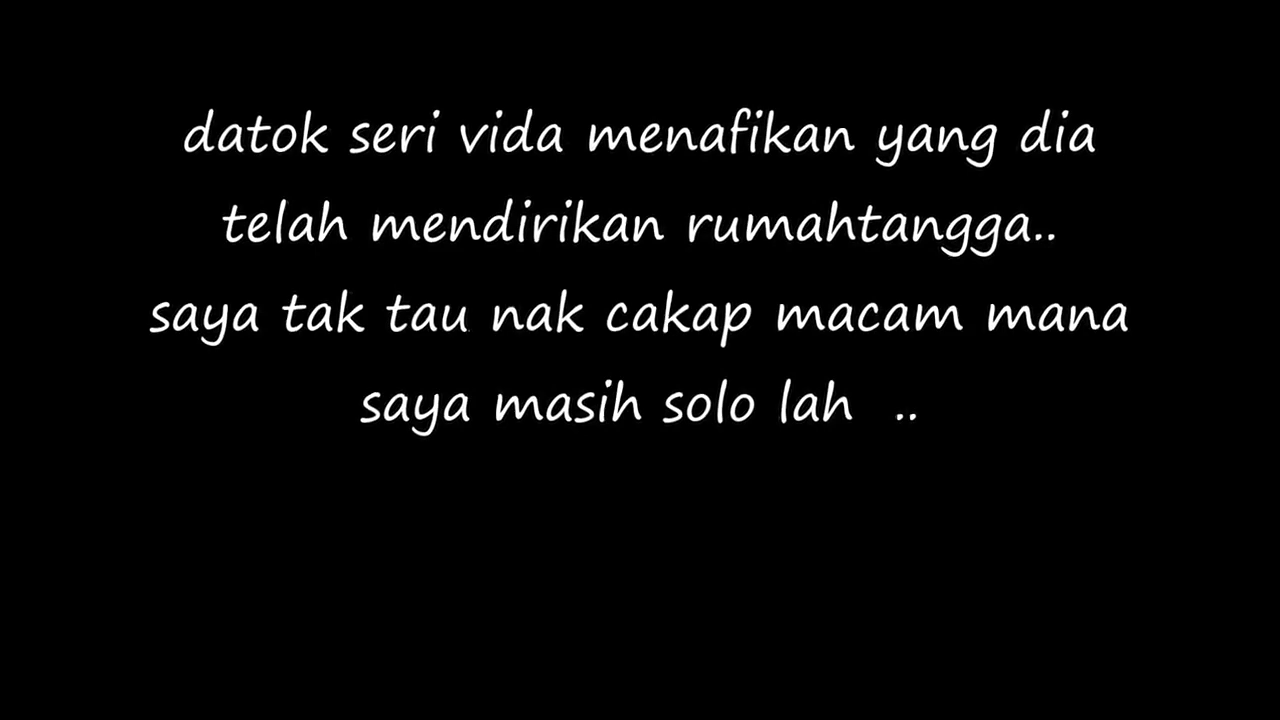 datok seri vida menafikan yang dia
telah mendirikan rumahtangga..
saya tak tau nak cakap macam mana
saya masih solo lah ..